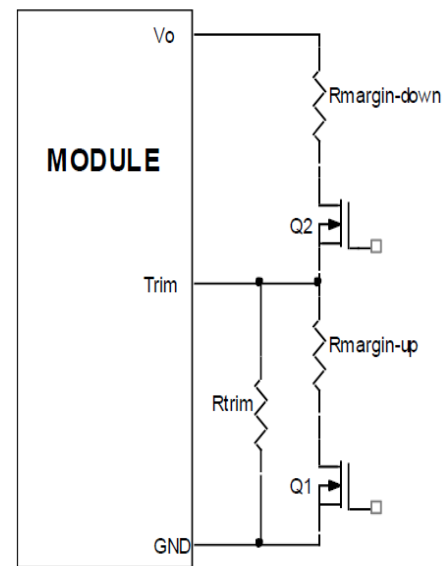 Vo
Rmargin-down
MODULE
Q2
Trim
Rmargin-up
Rtrim
Q1
GND